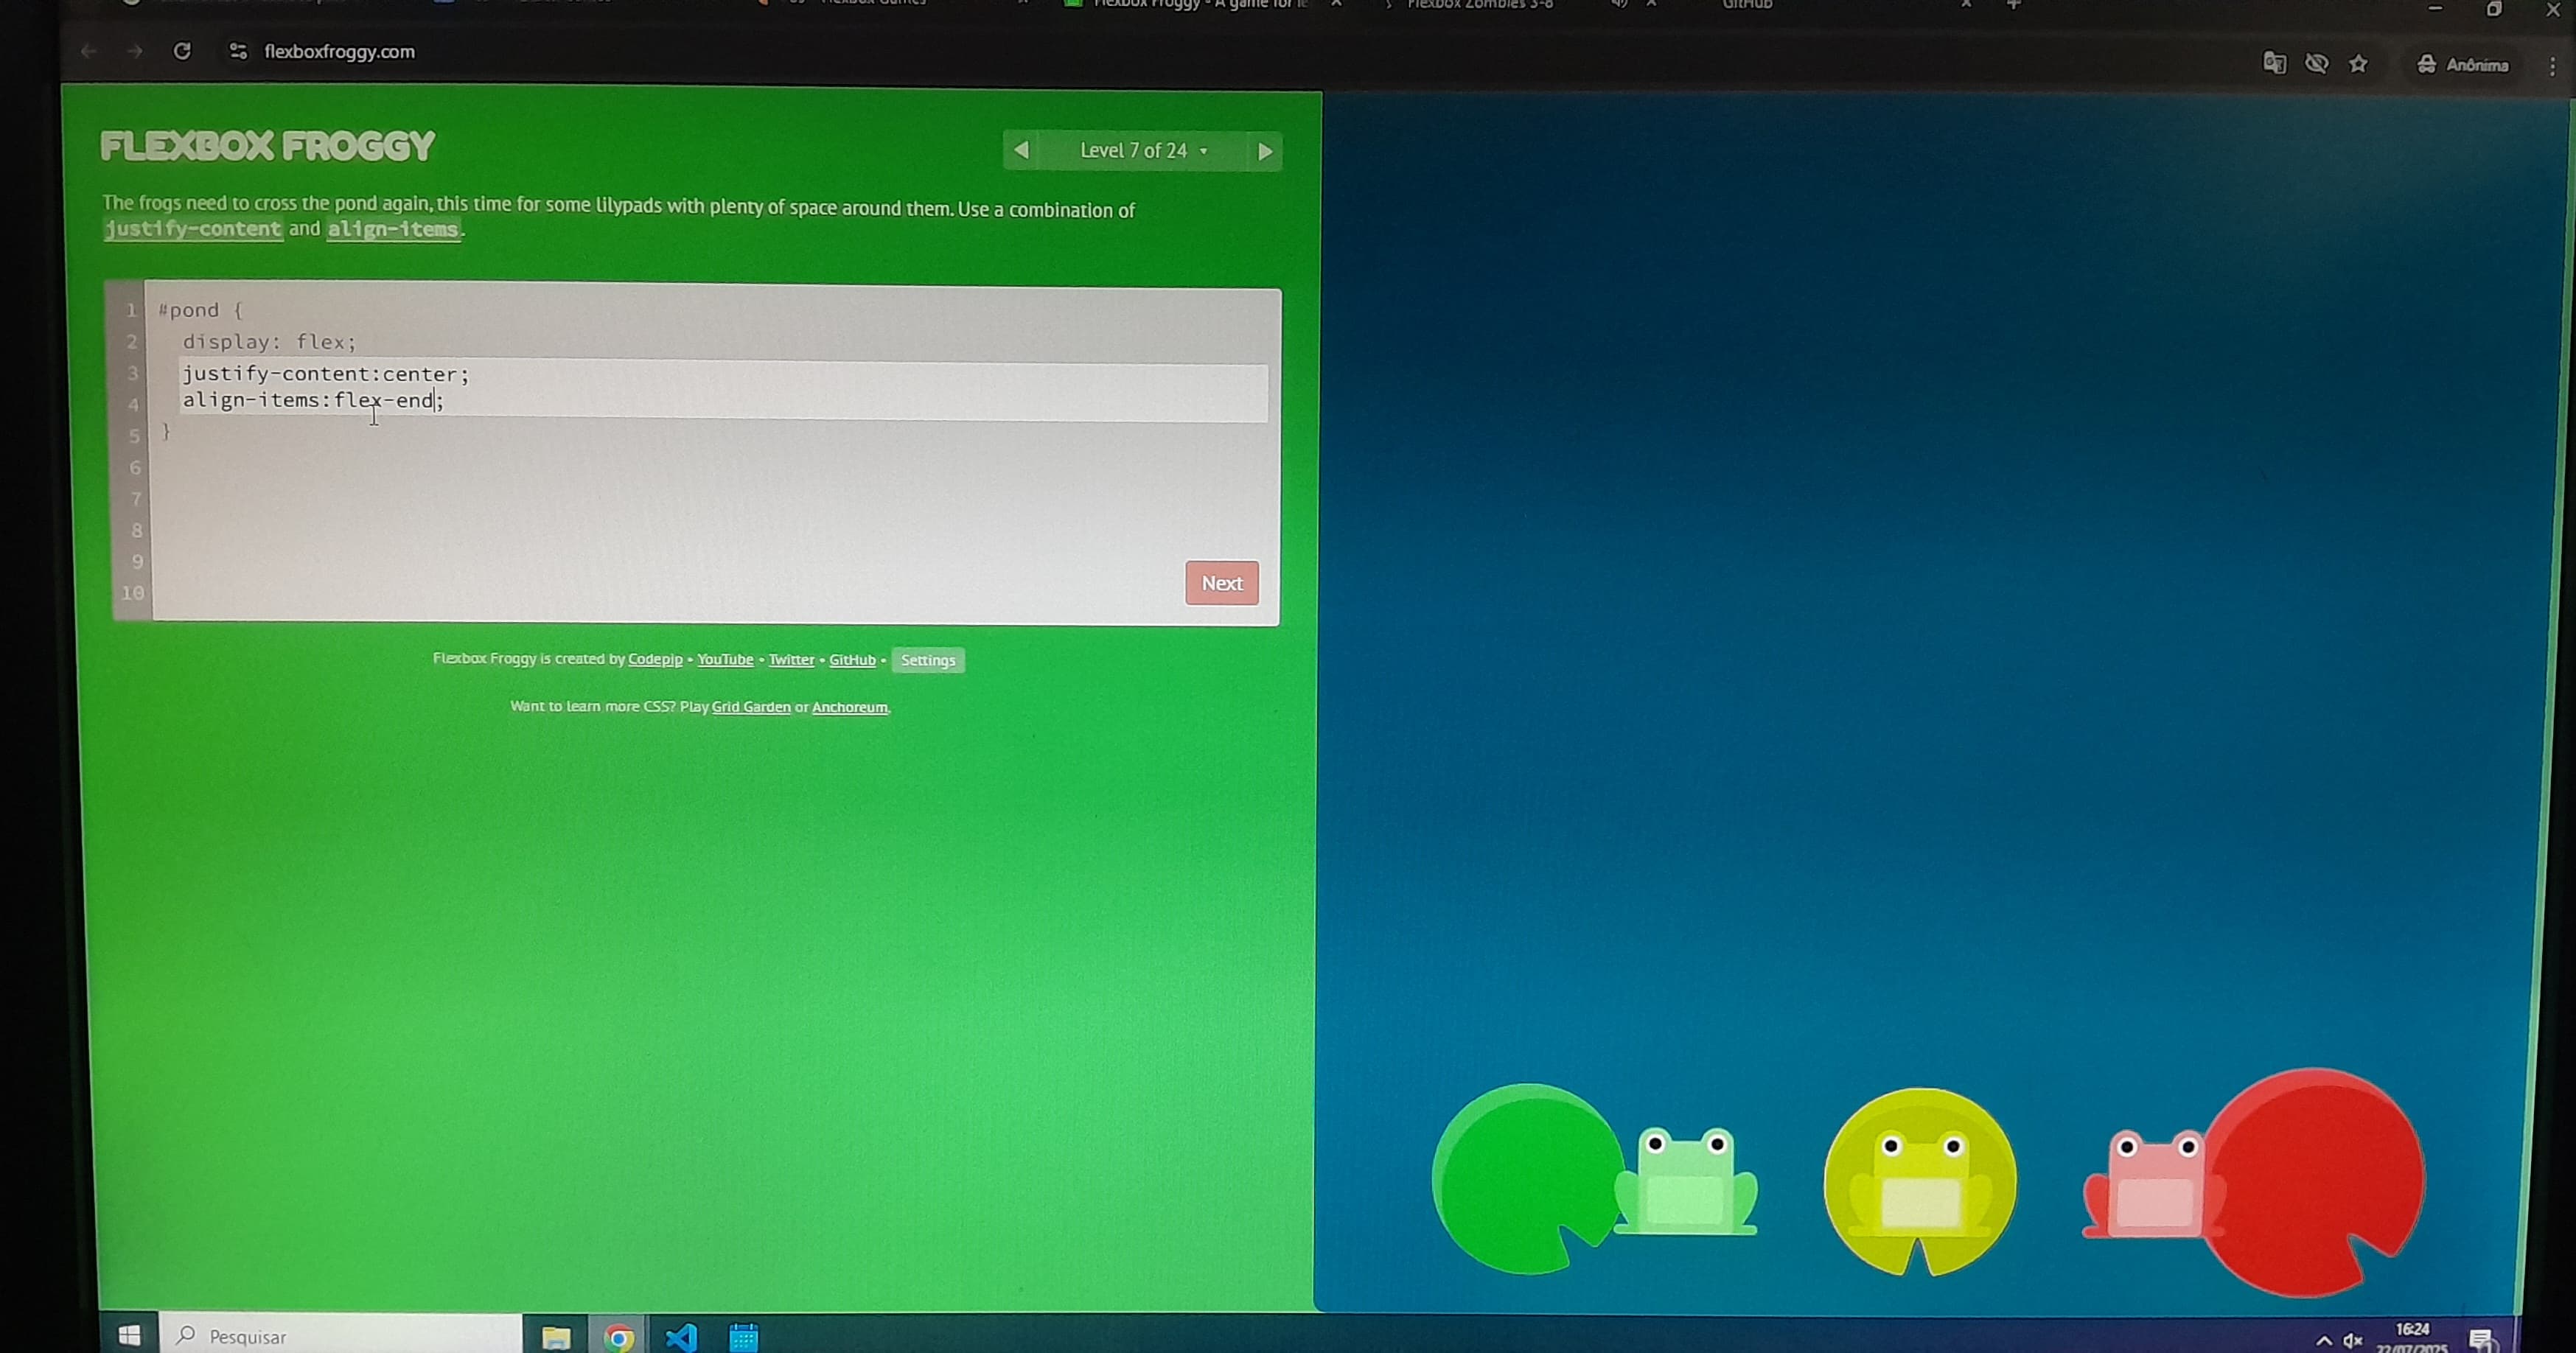 Flexbox Froggy - A game for le
Flexbox Zombies 3-8
GitHub
flexboxfroggy.com
Anônima
FLEXBOX FROGGY
Level 7 of 24
The frogs need to cross the pond again, this time for some lilypads with plenty of space around them. Use a combination of
justify-content and align-items.
1 #pond {
2 display: flex;
3 justify-content:center;
4 align-items:flex-end;
5 }
6
7
8
9
10
Next
Flexbox Froggy is created by Codepip • YouTube • Twitter • GitHub • Settings
Want to learn more CSS? Play Grid Garden or Anchoreum.
Pesquisar
16:24
22/07/2025